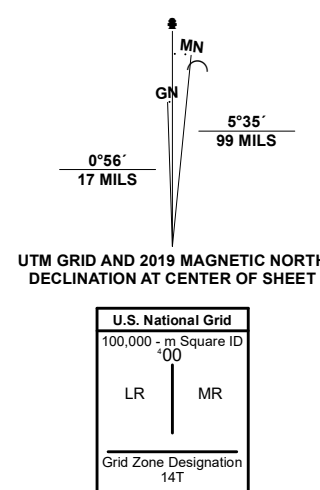 MN
GN
5°35´
99 MILS
0°56´
17 MILS
UTM GRID AND 2019 MAGNETIC NORTH
DECLINATION AT CENTER OF SHEET
U.S. National Grid
100,000 - m Square ID
⁴00
LR MR
Grid Zone Designation
14T